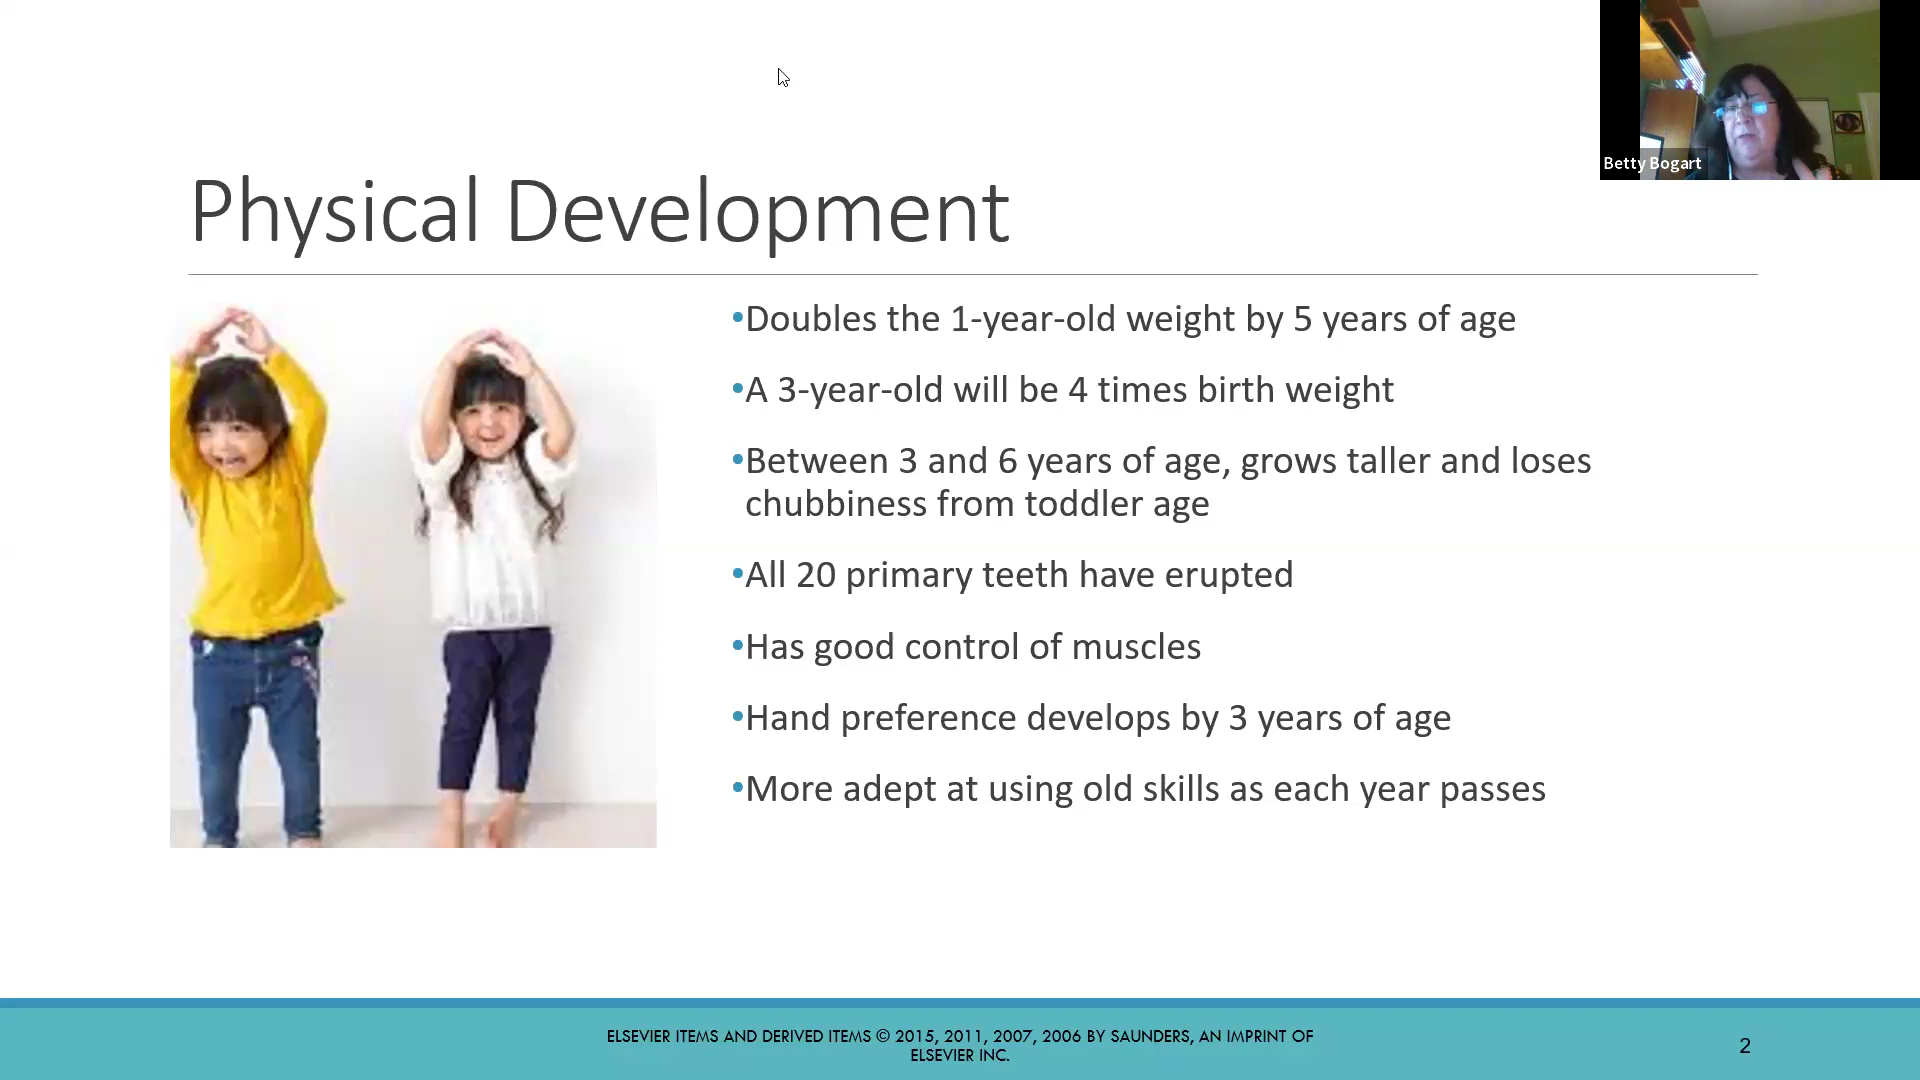 Betty Bogart
Physical Development
•Doubles the 1-year-old weight by 5 years of age
•A 3-year-old will be 4 times birth weight
•Between 3 and 6 years of age, grows taller and loses
chubbiness from toddler age
•All 20 primary teeth have erupted
•Has good control of muscles
•Hand preference develops by 3 years of age
•More adept at using old skills as each year passes
ELSEVIER ITEMS AND DERIVED ITEMS © 2015, 2011, 2007, 2006 BY SAUNDERS, AN IMPRINT OF
ELSEVIER INC.
2